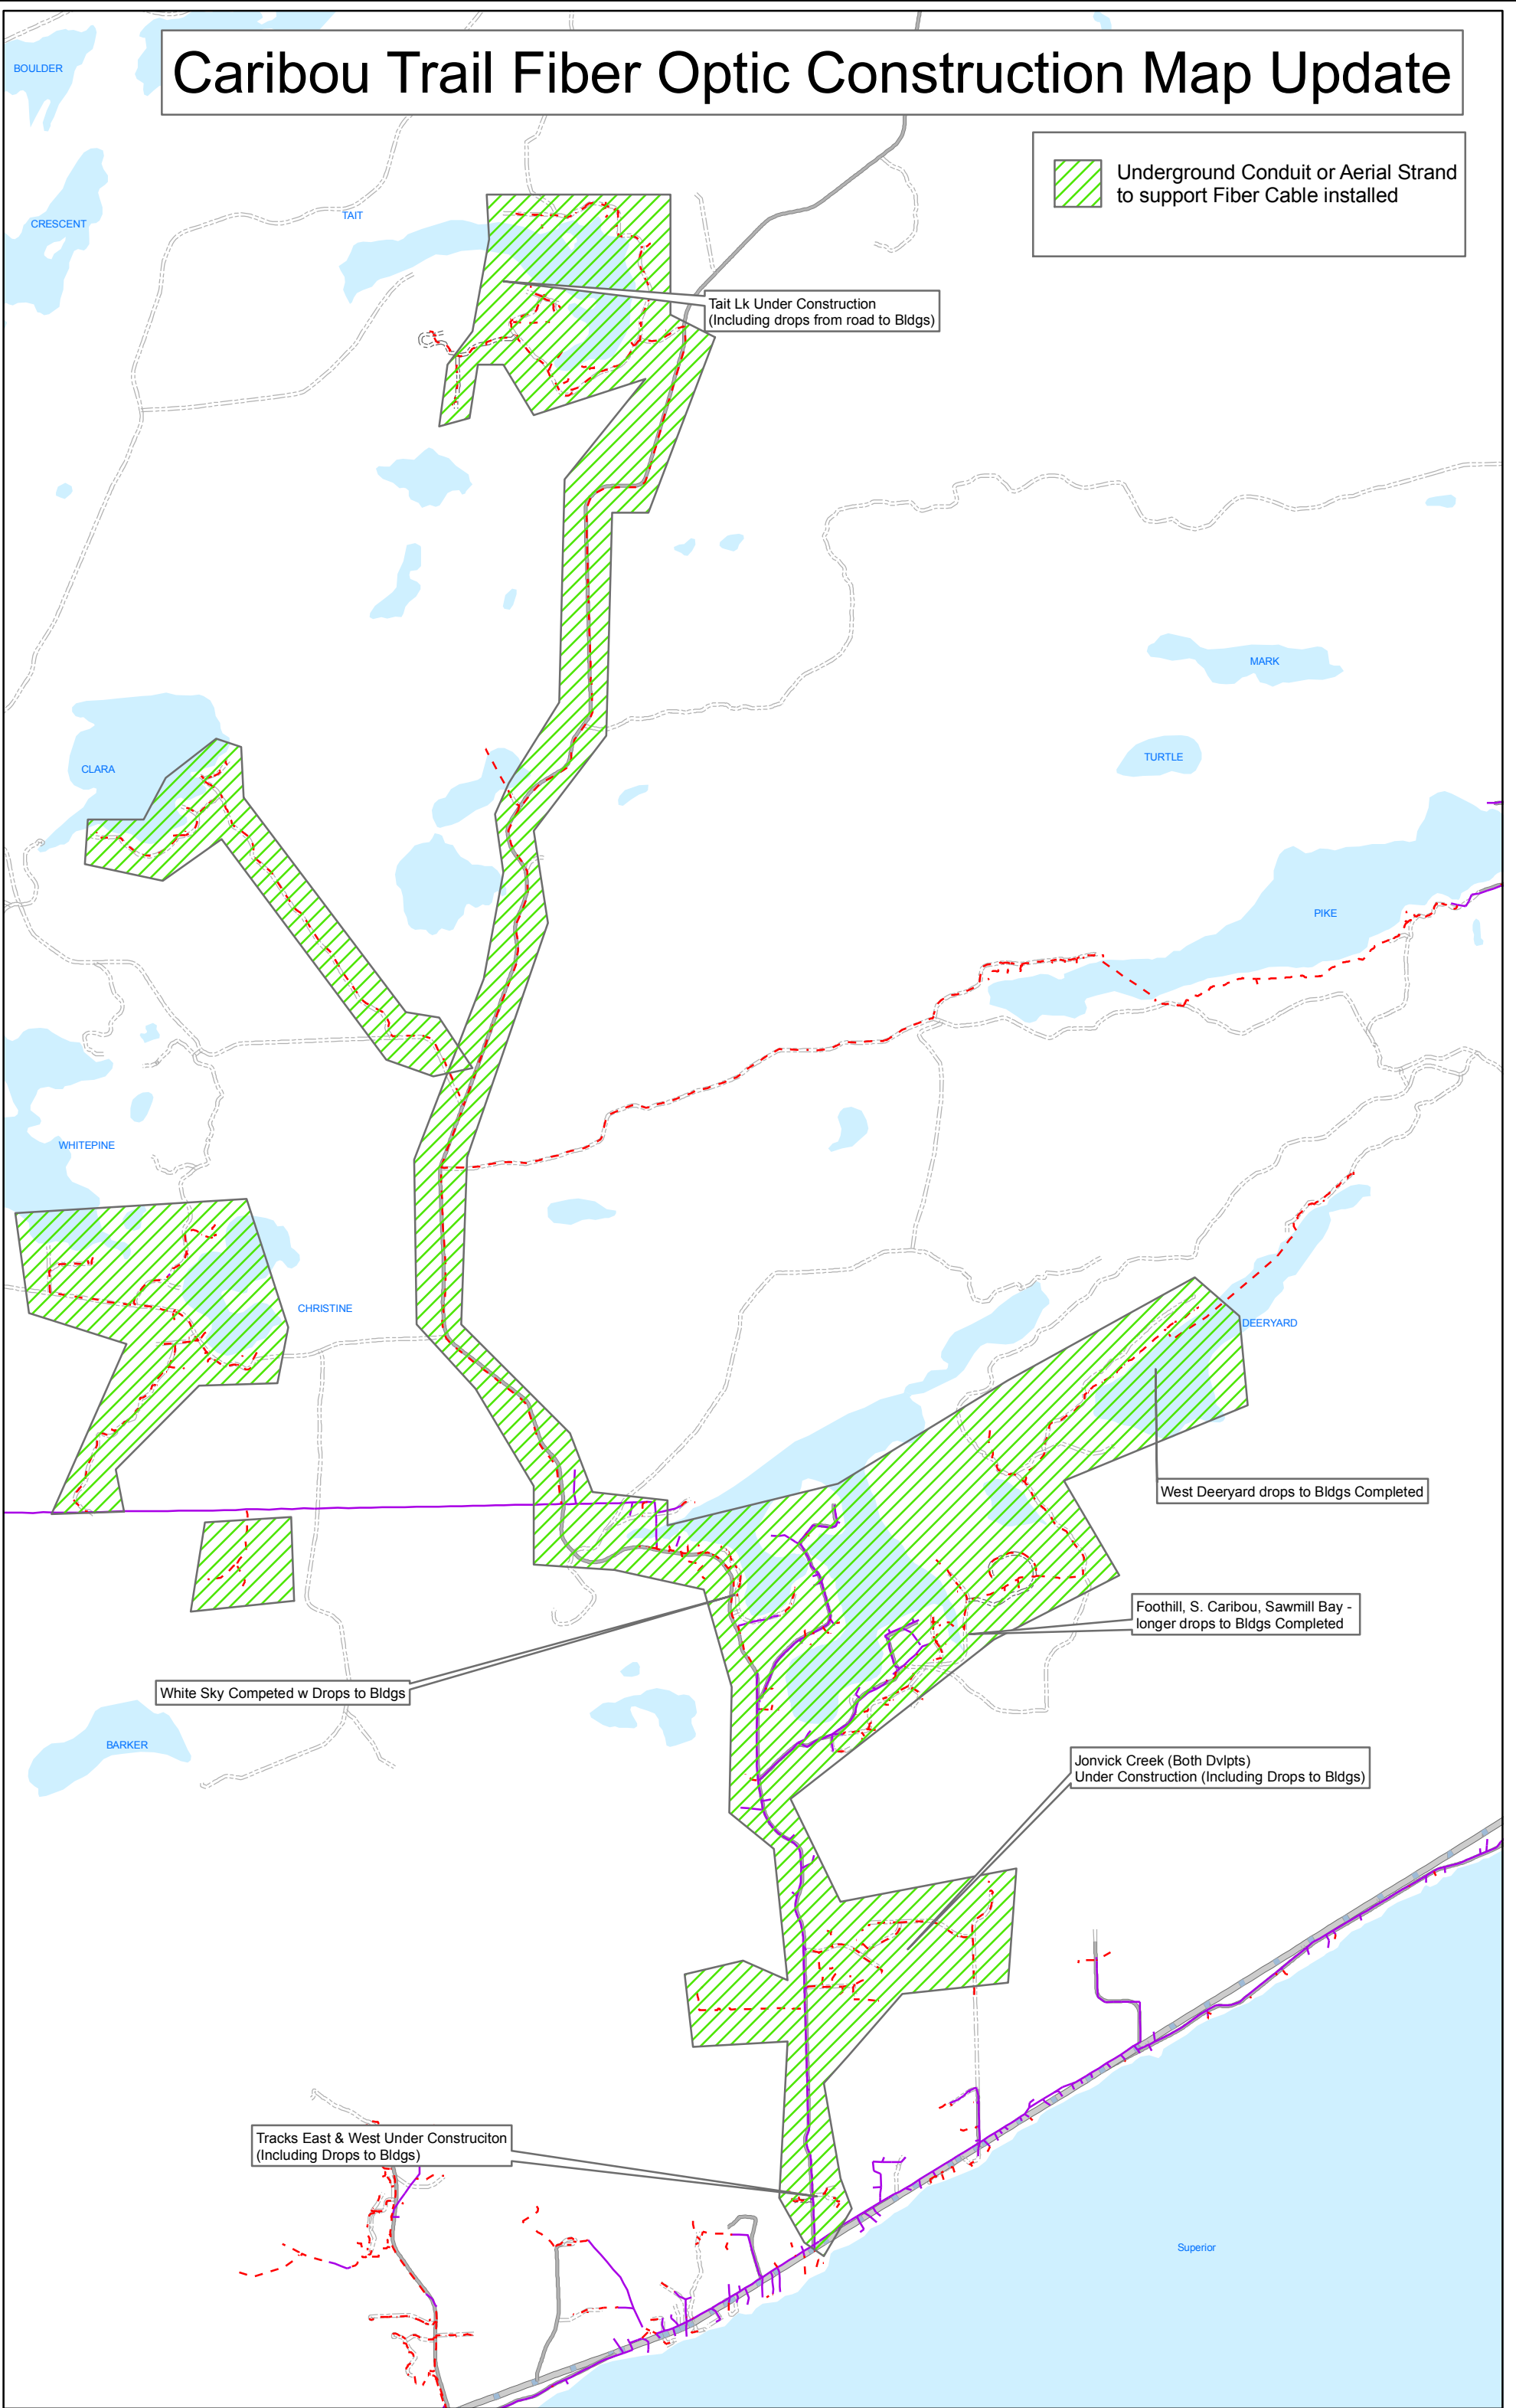 Caribou Trail Fiber Optic Construction Map Update
BOULDER
Underground Conduit or Aerial Strand
to support Fiber Cable installed
CRESCENT
TAIT
Tait Lk Under Construction
(Including drops from road to Bldgs)
MARK
TURTLE
CLARA
PIKE
WHITEPINE
CHRISTINE
DEERYARD
West Deeryard drops to Bldgs Completed
Foothill, S. Caribou, Sawmill Bay -
longer drops to Bldgs Completed
White Sky Competed w Drops to Bldgs
BARKER
Jonvick Creek (Both Dvlpts)
Under Construction (Including Drops to Bldgs)
Tracks East & West Under Construciton
(Including Drops to Bldgs)
Superior